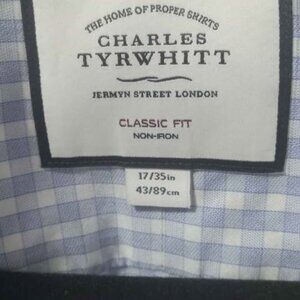 THE HOME OF PROPER SHIRTS
CHARLES
TYRWHITT
JERMYN STREET LONDON
CLASSIC FIT
NON-IRON
17/35in
43/89cm